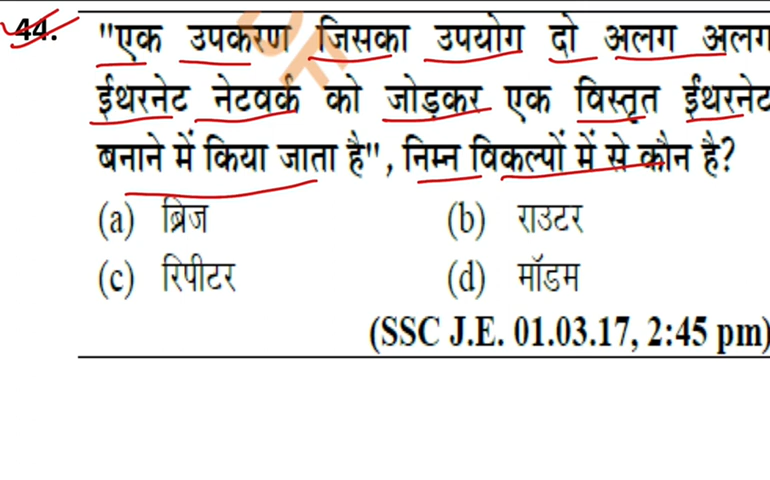 44. "एक उपकरण जिसका उपयोग दो अलग अलग
ईथरनेट नेटवर्क को जोड़कर एक विस्तृत ईथरनेट
बनाने में किया जाता है", निम्न विकल्पों में से कौन है?
(a) ब्रिज (b) राउटर
(c) रिपीटर (d) मॉडम
(SSC J.E. 01.03.17, 2:45 pm)